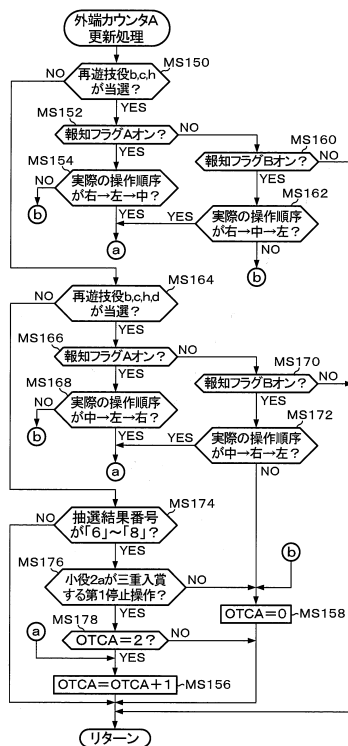 外端カウンタA
更新処理
MS150
再遊技役b,c,h
が当選？
NO
YES
MS152
報知フラグAオン？
NO
YES
MS160
報知フラグBオン？
NO
YES
MS154
実際の操作順序
が右→左→中？
NO
YES
ⓑ
ⓐ
MS162
実際の操作順序
が右→中→左？
YES
NO
ⓑ
MS164
再遊技役b,c,h,d
が当選？
NO
YES
MS166
報知フラグAオン？
NO
YES
MS170
報知フラグBオン？
NO
YES
MS168
実際の操作順序
が中→左→右？
NO
YES
ⓑ
ⓐ
MS172
実際の操作順序
が中→右→左？
YES
NO
MS174
抽選結果番号
が「6」～「8」？
NO
YES
ⓑ
MS176
小役2aが三重入賞
する第1停止操作？
NO
YES
OTCA=0
MS158
MS178
OTCA=2？
NO
YES
ⓐ
OTCA=OTCA+1
MS156
リターン